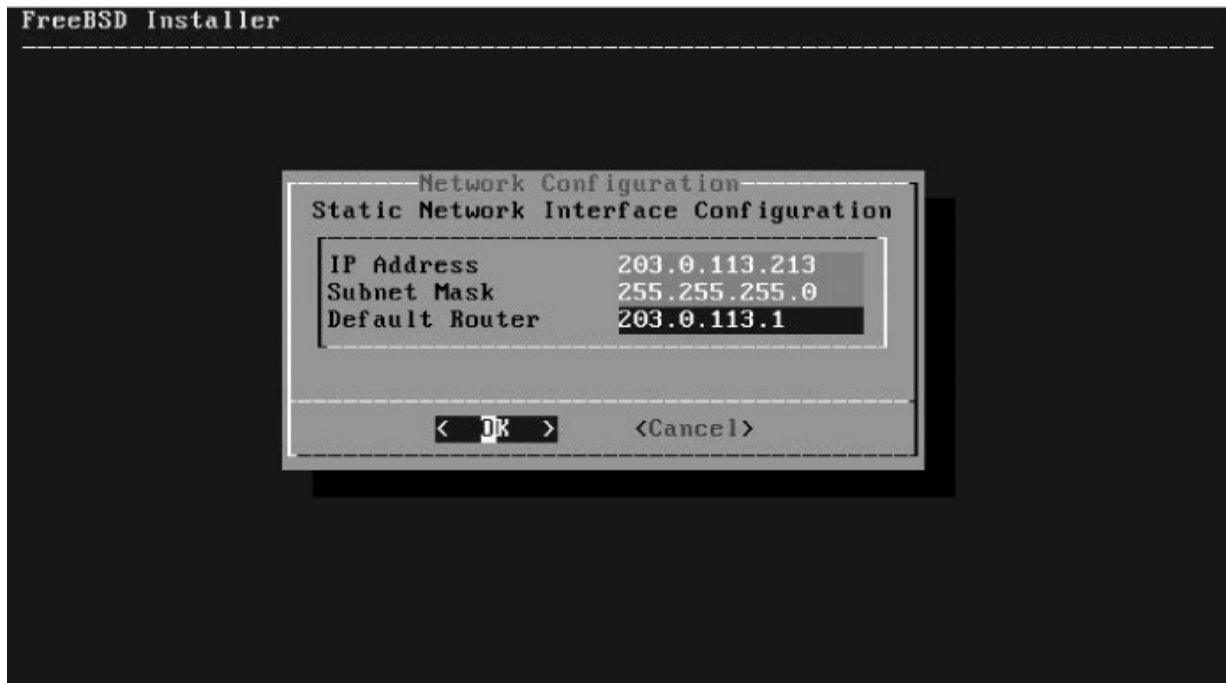 FreeBSD Installer
Network Configuration
Static Network Interface Configuration
IP Address 203.0.113.213
Subnet Mask 255.255.255.0
Default Router 203.0.113.1
< OK > <Cancel>